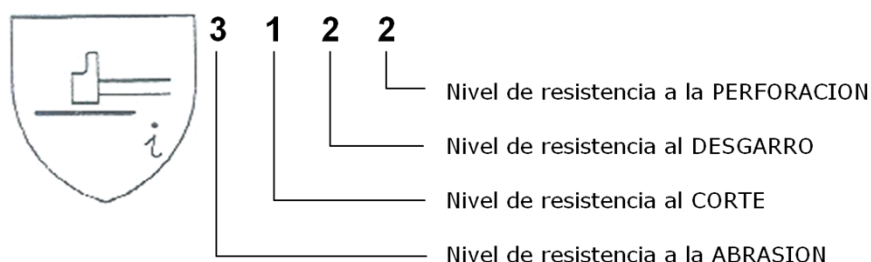 3 1 2 2
i
Nivel de resistencia a la PERFORACION
Nivel de resistencia al DESGARRO
Nivel de resistencia al CORTE
Nivel de resistencia a la ABRASION